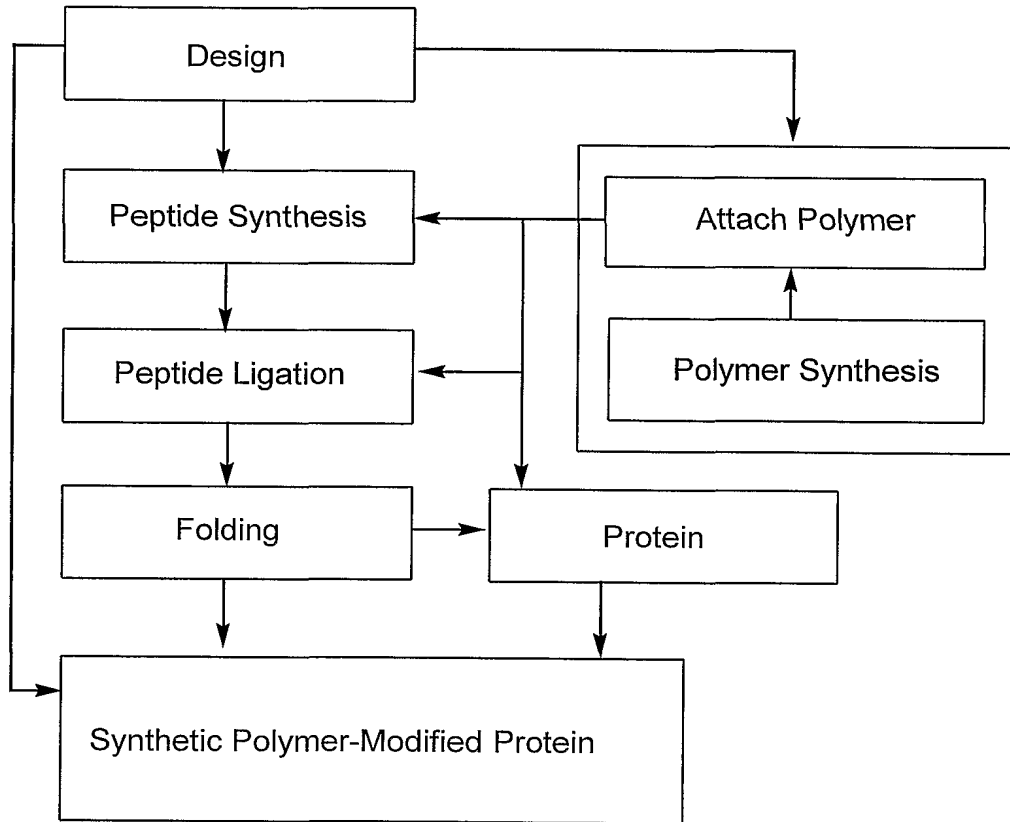 Design
Peptide Synthesis
Attach Polymer
Peptide Ligation
Polymer Synthesis
Folding
Protein
Synthetic Polymer-Modified Protein